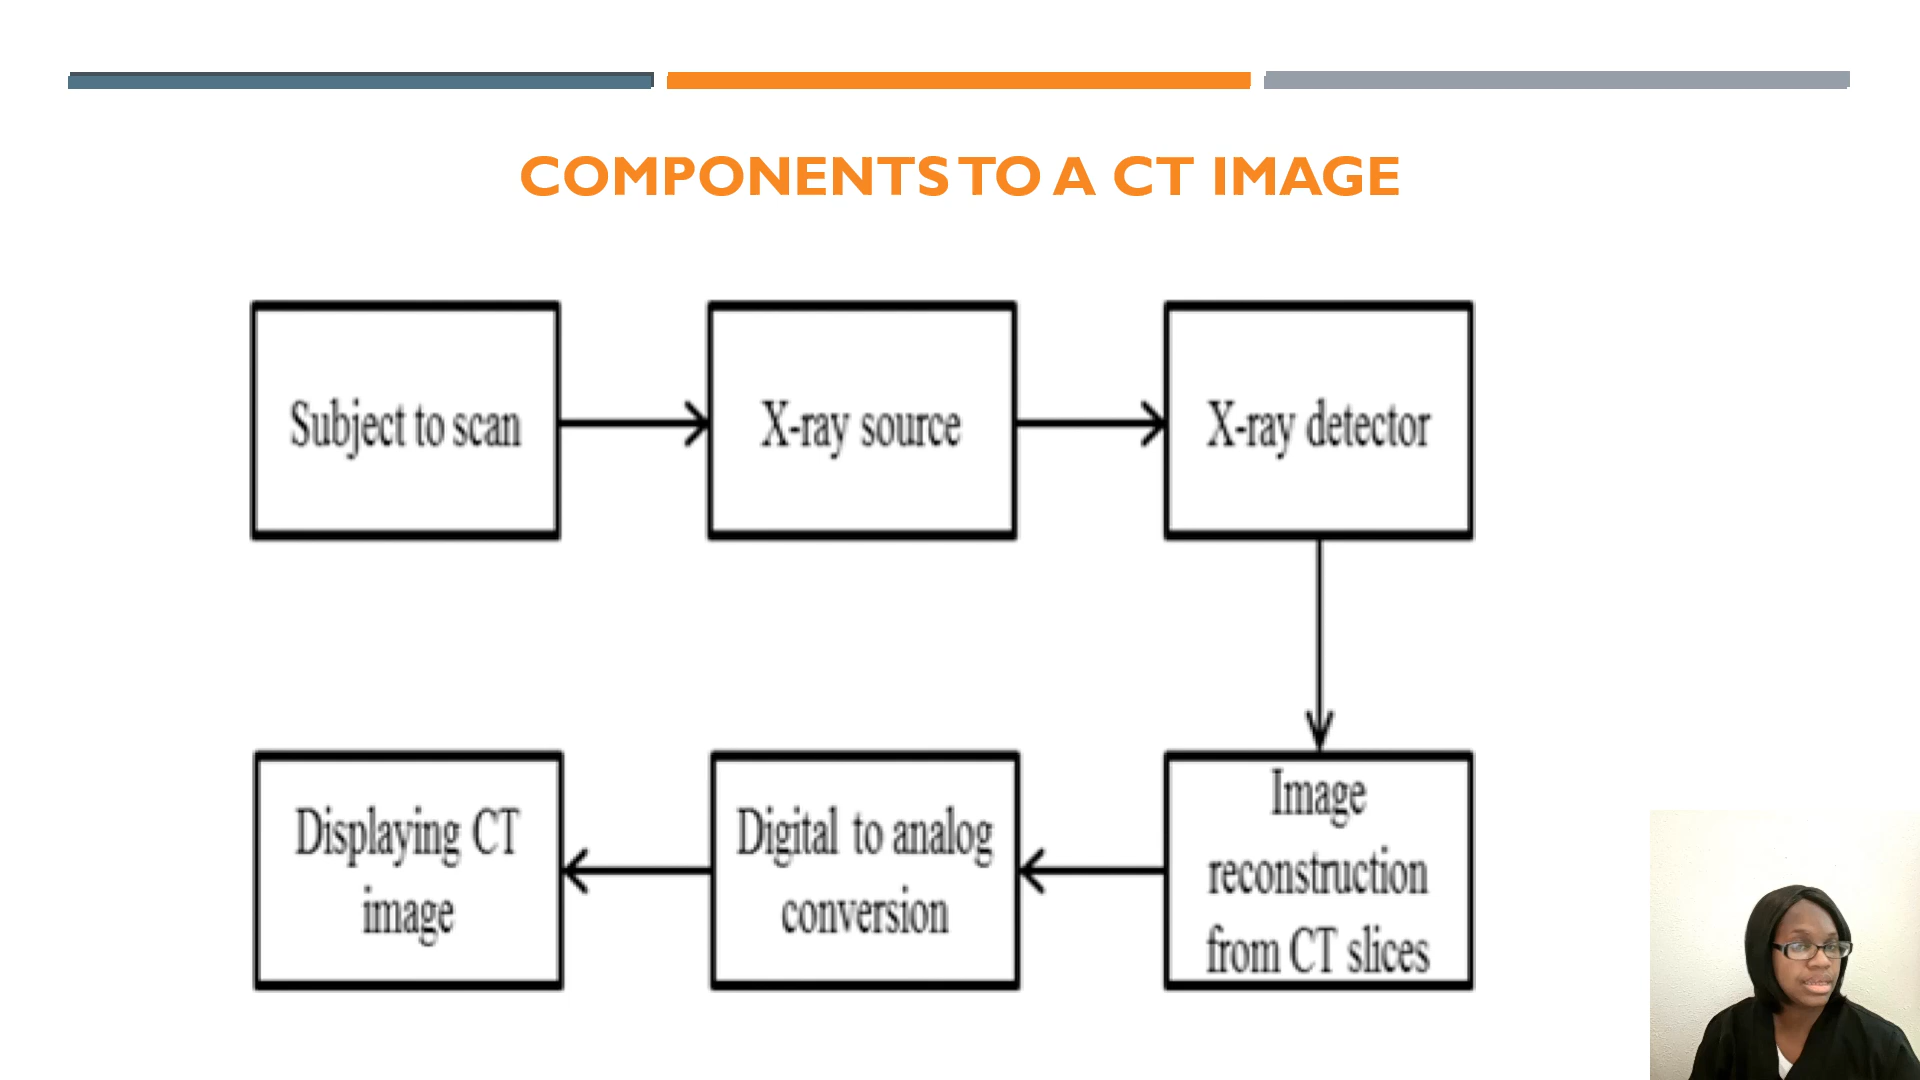 COMPONENTS TO A CT IMAGE
Subject to scan
X-ray source
X-ray detector
Image
reconstruction
from CT slices
Digital to analog
conversion
Displaying CT
image